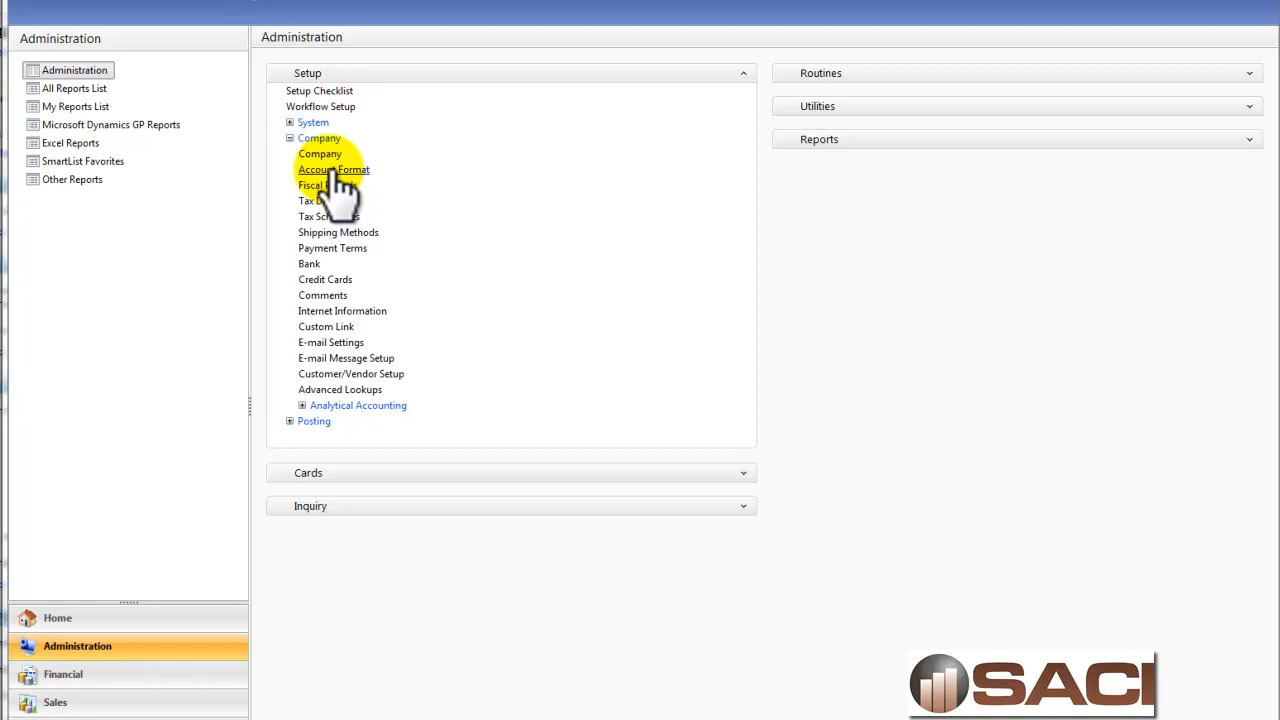 Administration
Administration
All Reports List
My Reports List
Microsoft Dynamics GP Reports
Excel Reports
SmartList Favorites
Other Reports
Home
Administration
Financial
Sales
Administration
Setup
Setup Checklist
Workflow Setup
System
Company
Company
Account Format
Fiscal
Tax
Tax
Shipping Methods
Payment Terms
Bank
Credit Cards
Comments
Internet Information
Custom Link
E-mail Settings
E-mail Message Setup
Customer/Vendor Setup
Advanced Lookups
Analytical Accounting
Posting
Cards
Inquiry
Routines
Utilities
Reports
SACI